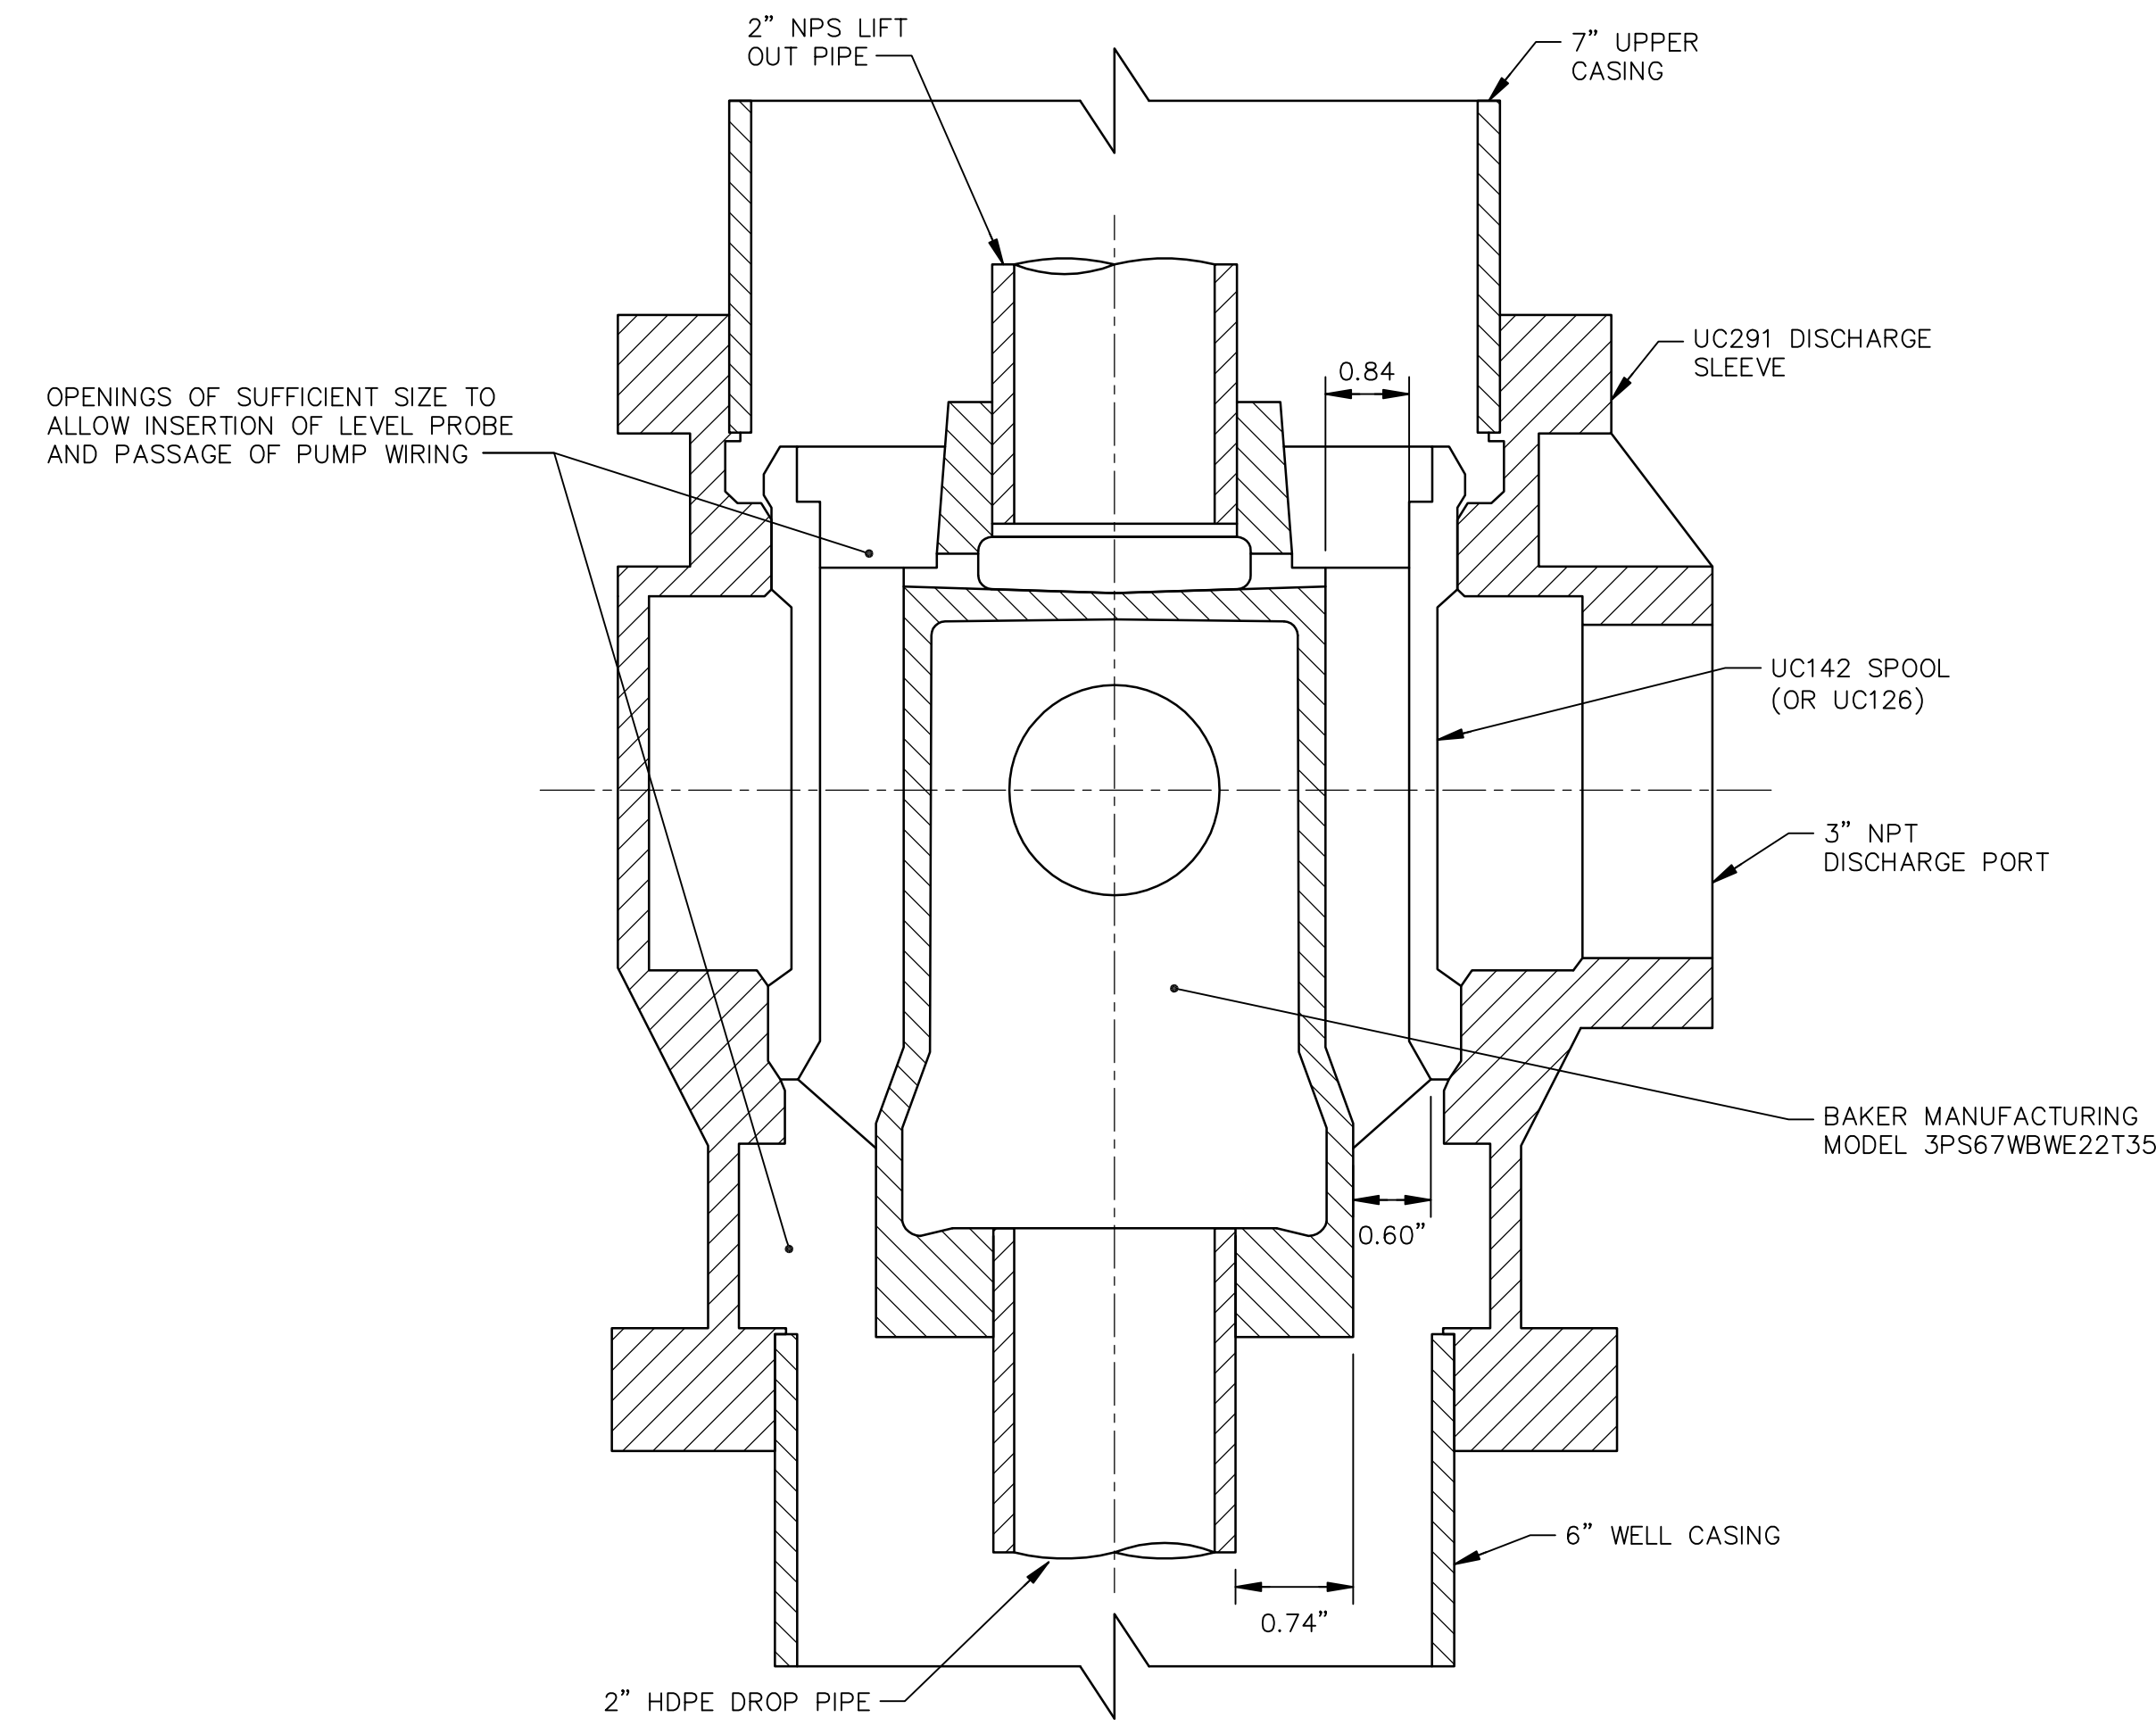 2” NPS LIFT
OUT PIPE
7” UPPER
CASING
UC291 DISCHARGE
SLEEVE
0.84
OPENINGS OF SUFFICIENT SIZE TO
ALLOW INSERTION OF LEVEL PROBE
AND PASSAGE OF PUMP WIRING
UC142 SPOOL
(OR UC126)
3” NPT
DISCHARGE PORT
BAKER MANUFACTURING
MODEL 3PS67WBWE22T35
0.60”
6” WELL CASING
0.74”
2” HDPE DROP PIPE